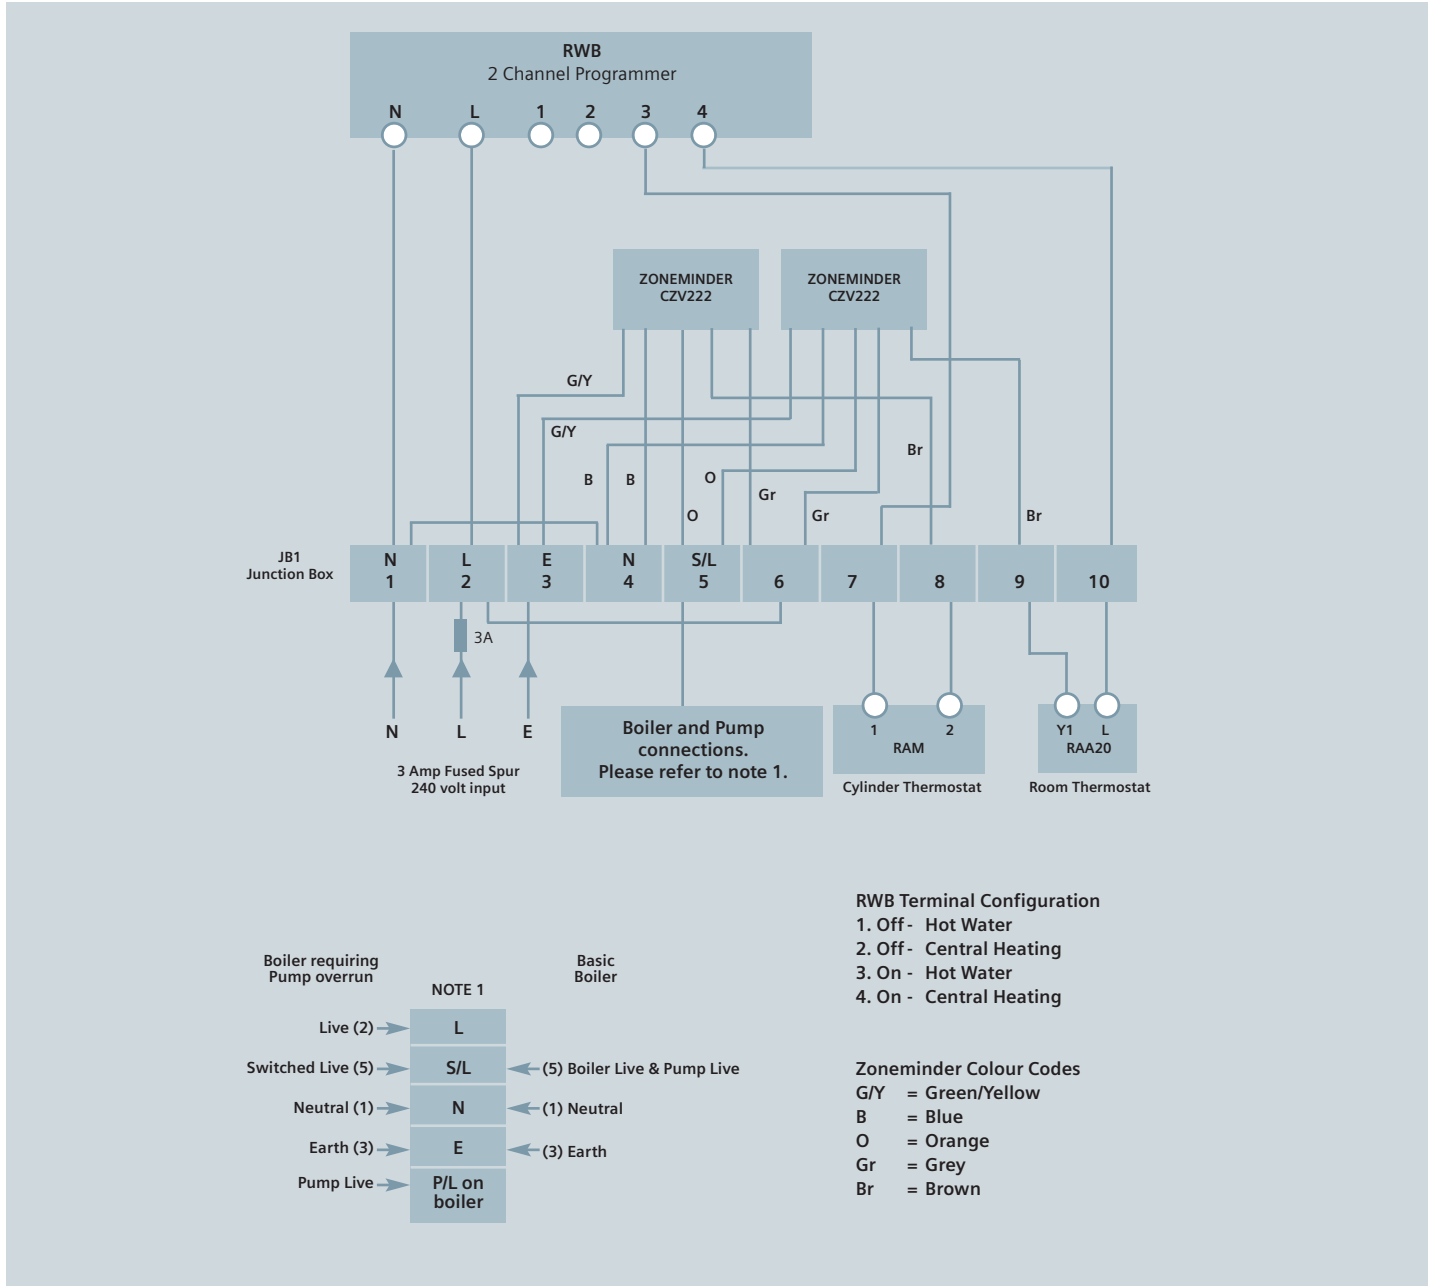 RWB
2 Channel Programmer
N L 1 2 3 4
ZONEMINDER
CZV222
ZONEMINDER
CZV222
G/Y
G/Y
Br
B B O
Gr
O Gr Br
JB1
Junction Box
N L E N S/L
1 2 3 4 5 6 7 8 9 10
3A
N L E
3 Amp Fused Spur
240 volt input
Boiler and Pump
connections.
Please refer to note 1.
1 2
RAM
Cylinder Thermostat
Y1 L
RAA20
Room Thermostat
RWB Terminal Configuration
1. Off - Hot Water
2. Off - Central Heating
3. On - Hot Water
4. On - Central Heating
Boiler requiring
Pump overrun
NOTE 1
Basic
Boiler
Live (2) L
Switched Live (5) S/L (5) Boiler Live & Pump Live
Neutral (1) N (1) Neutral
Earth (3) E (3) Earth
Pump Live P/L on
boiler
Zoneminder Colour Codes
G/Y = Green/Yellow
B = Blue
O = Orange
Gr = Grey
Br = Brown